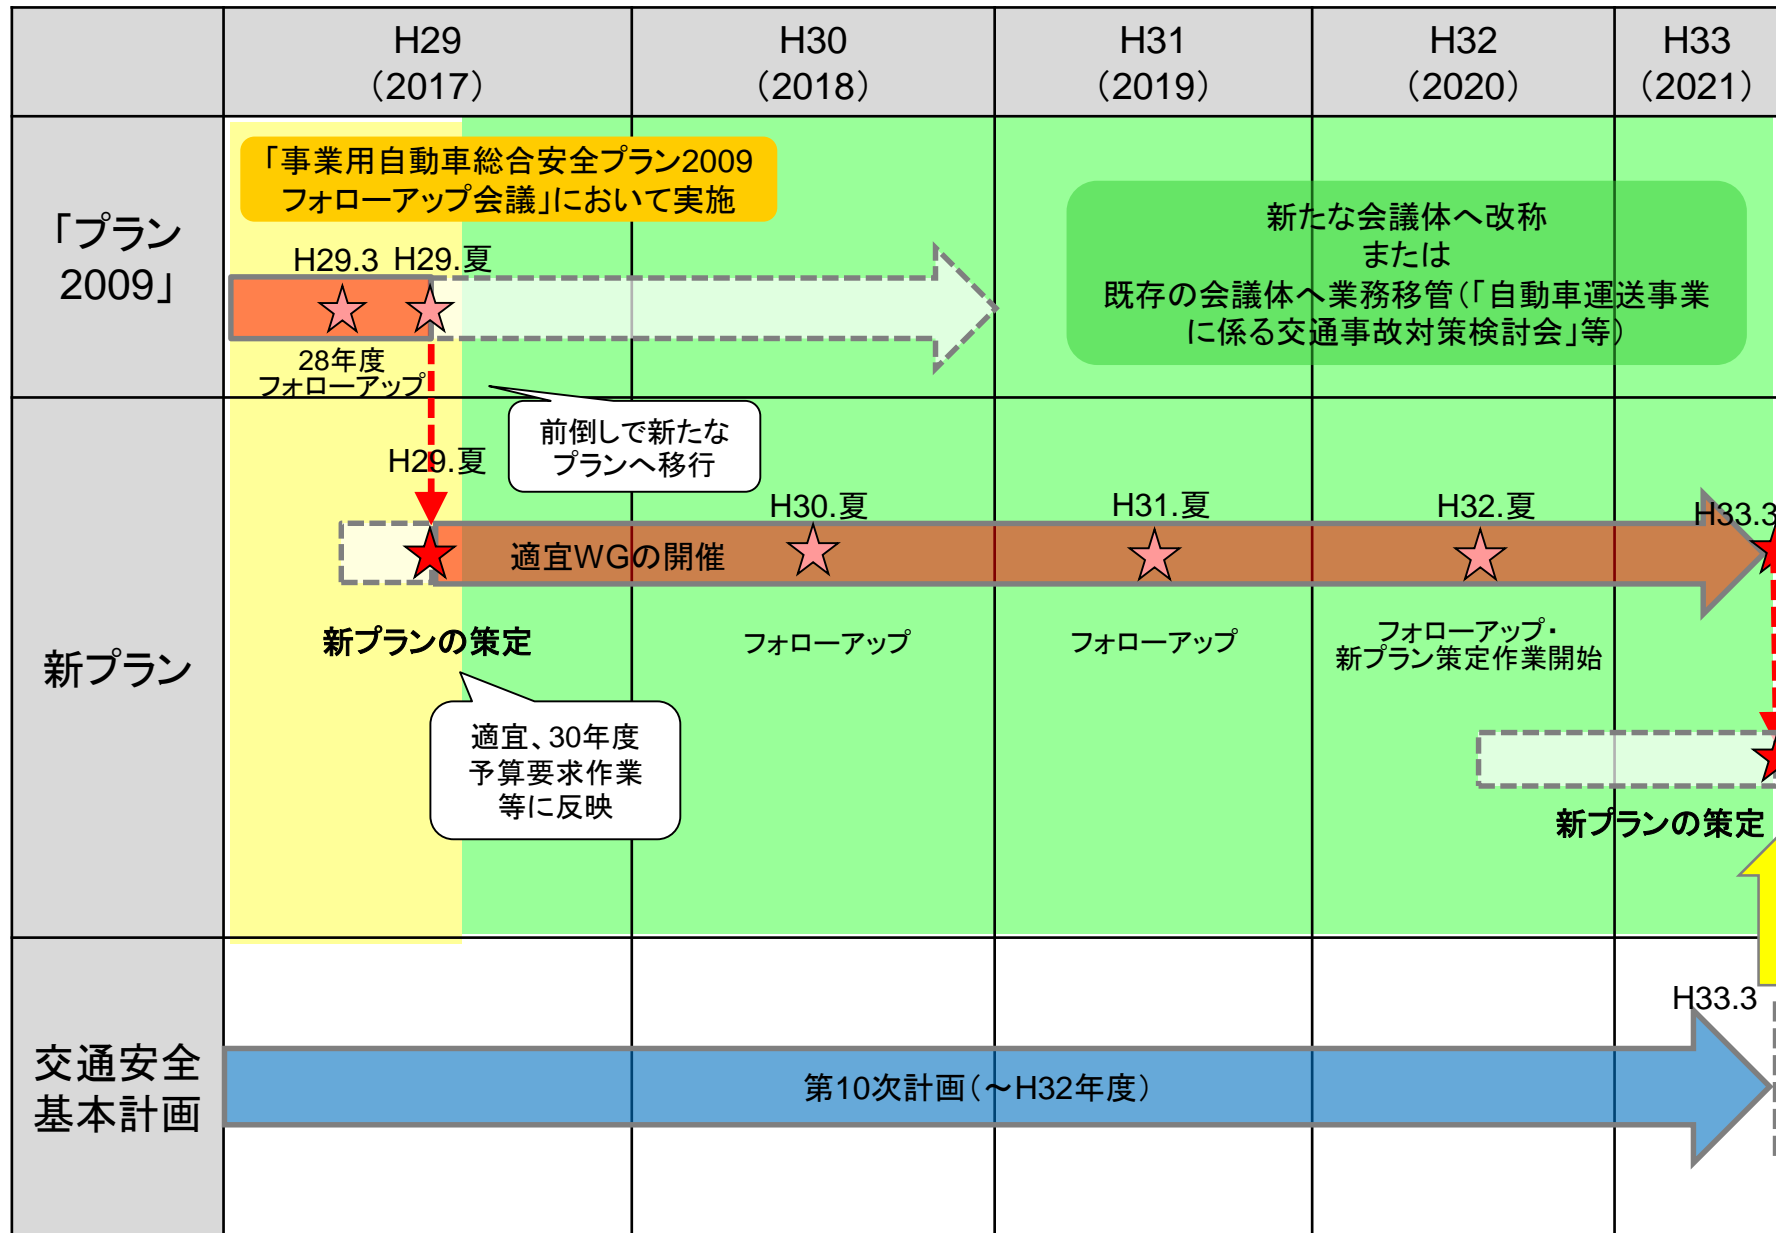 H29
（2017）
H30
（2018）
H31
（2019）
H32
（2020）
H33
（2021）
「プラン
2009」
「事業用自動車総合安全プラン2009
フォローアップ会議」において実施
H29.3
H29.夏
28年度
フォローアップ
新たな会議体へ改称
または
既存の会議体へ業務移管（「自動車運送事業
に係る交通事故対策検討会」等）
前倒しで新たな
プランへ移行
新プラン
H29.夏
適宜WGの開催
H30.夏
H31.夏
H32.夏
H33.3
新プランの策定
フォローアップ
フォローアップ
フォローアップ・
新プラン策定作業開始
適宜、30年度
予算要求作業
等に反映
新プランの策定
交通安全
基本計画
H33.3
第10次計画（～H32年度）